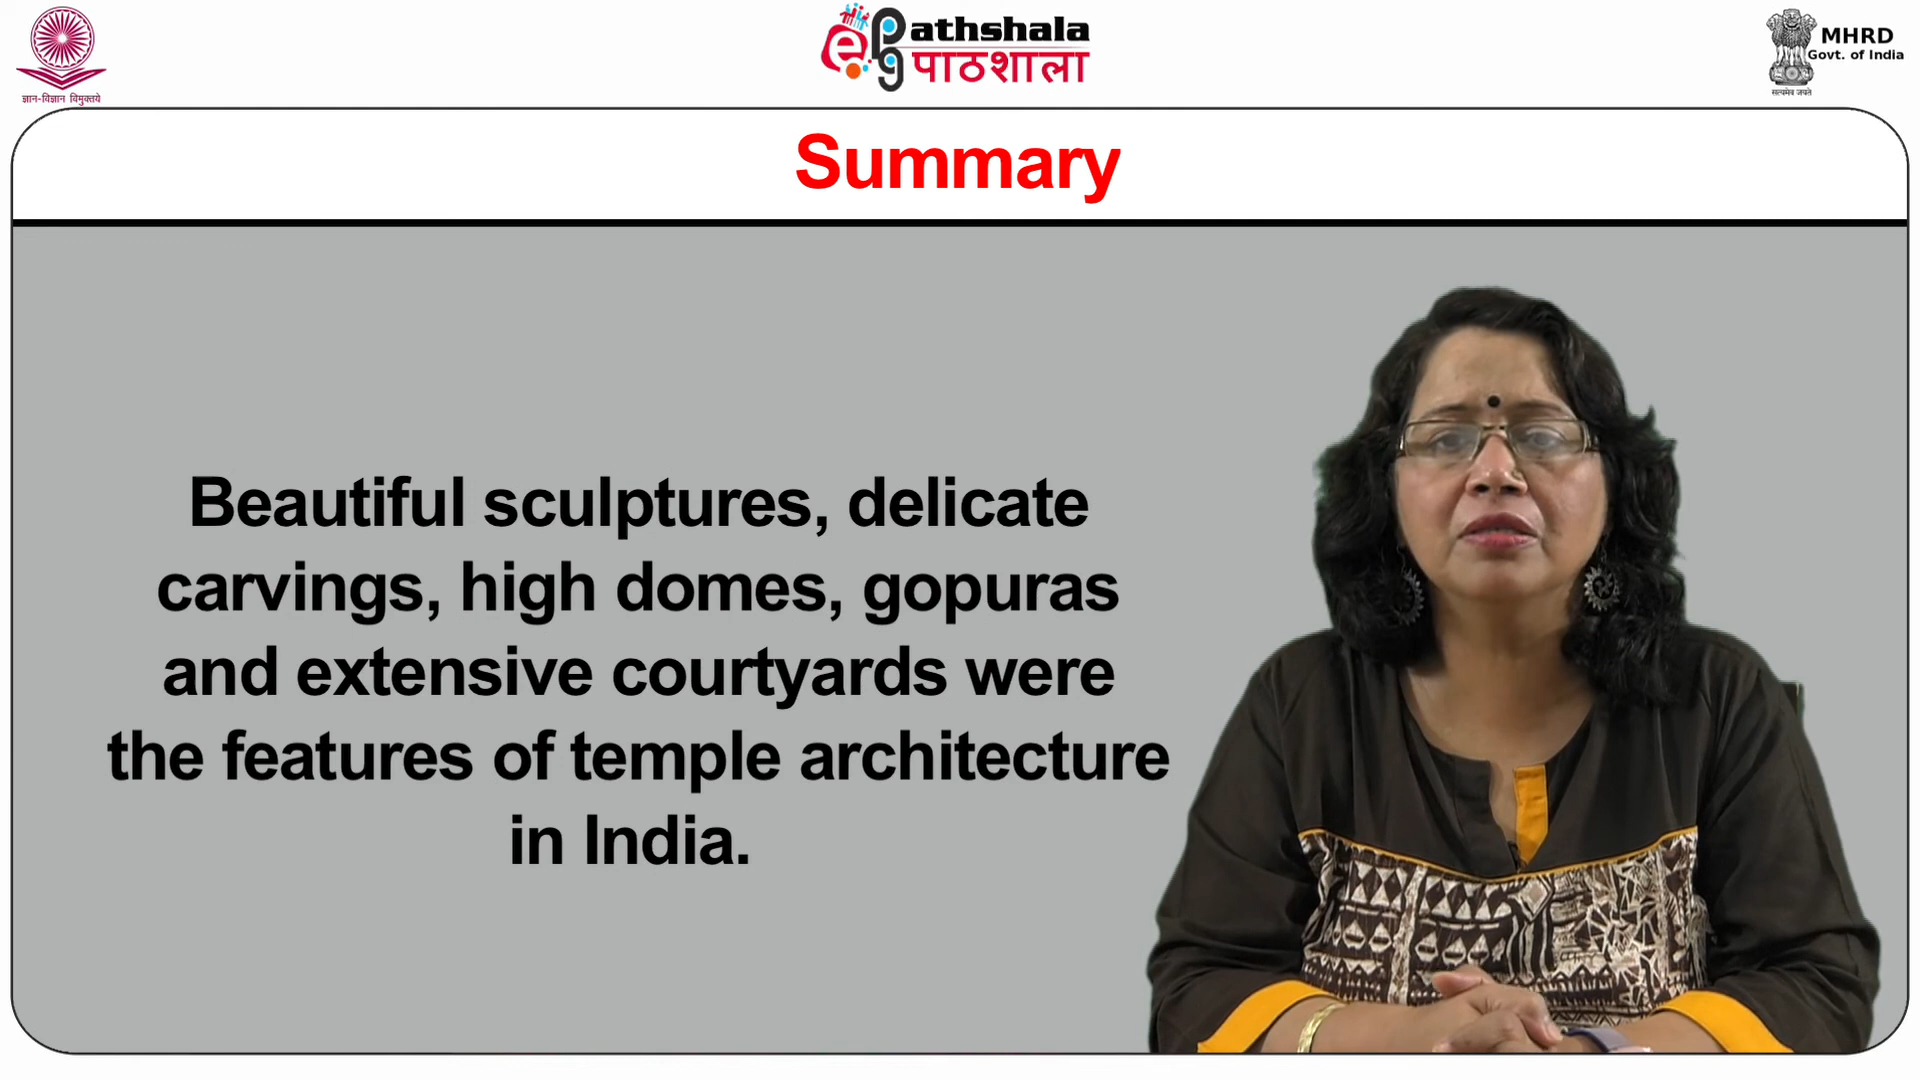 ज्ञान-विज्ञान विमुक्तये
e pg
athshala
पाठशाला
MHRD
Govt. of India
सत्यमेव जयते
Summary
Beautiful sculptures, delicate
carvings, high domes, gopuras
and extensive courtyards were
the features of temple architecture
in India.